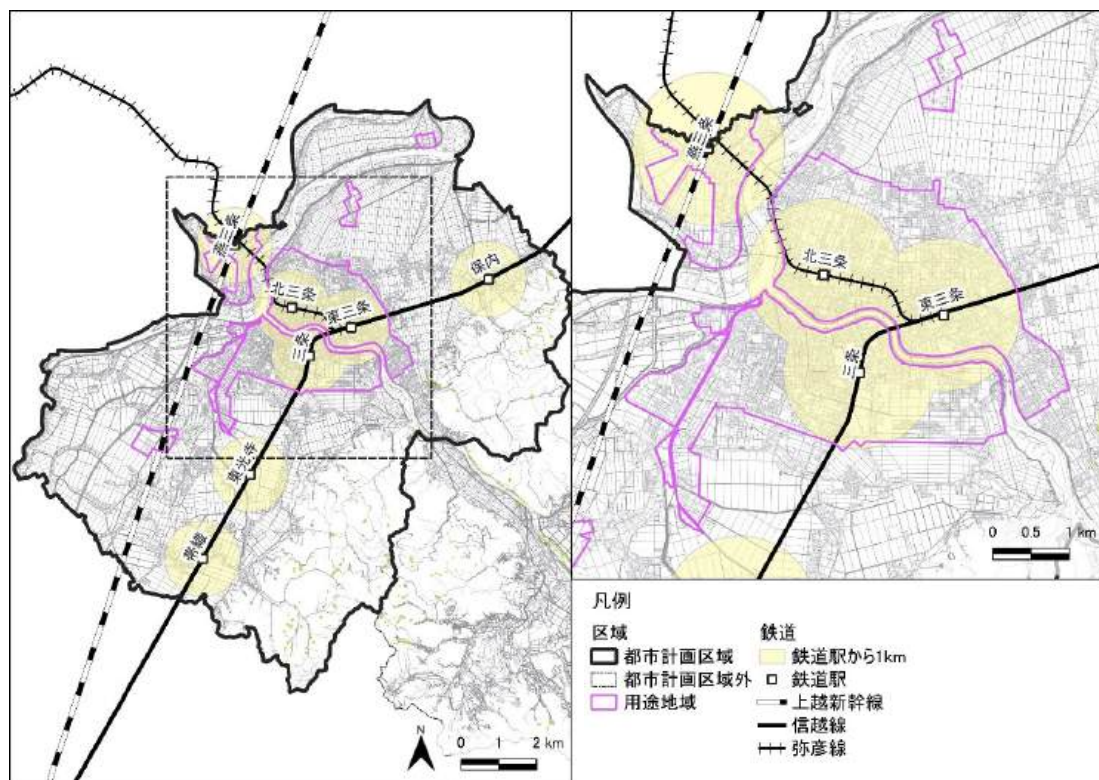 燕三条
北三条
東三条
三条
保内
東光寺
帯織
N
0 1 2 km
燕三条
北三条
東三条
三条
0 0.5 1 km
凡例
区域
都市計画区域
都市計画区域外
用途地域
鉄道
鉄道駅から1km
鉄道駅
上越新幹線
信越線
弥彦線